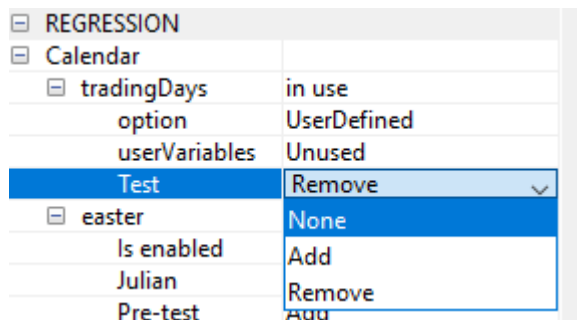 REGRESSION
Calendar
tradingDays in use
option UserDefined
userVariables Unused
Test Remove
None
easter
Is enabled Add
Julian
Remove
Pre-test Add